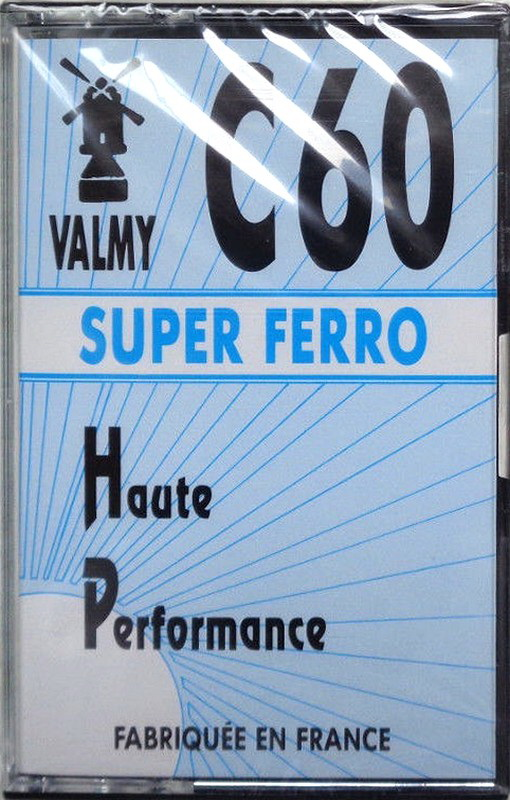 C60
VALMY
SUPER FERRO
Haute
Performance
FABRIQUÉE EN FRANCE